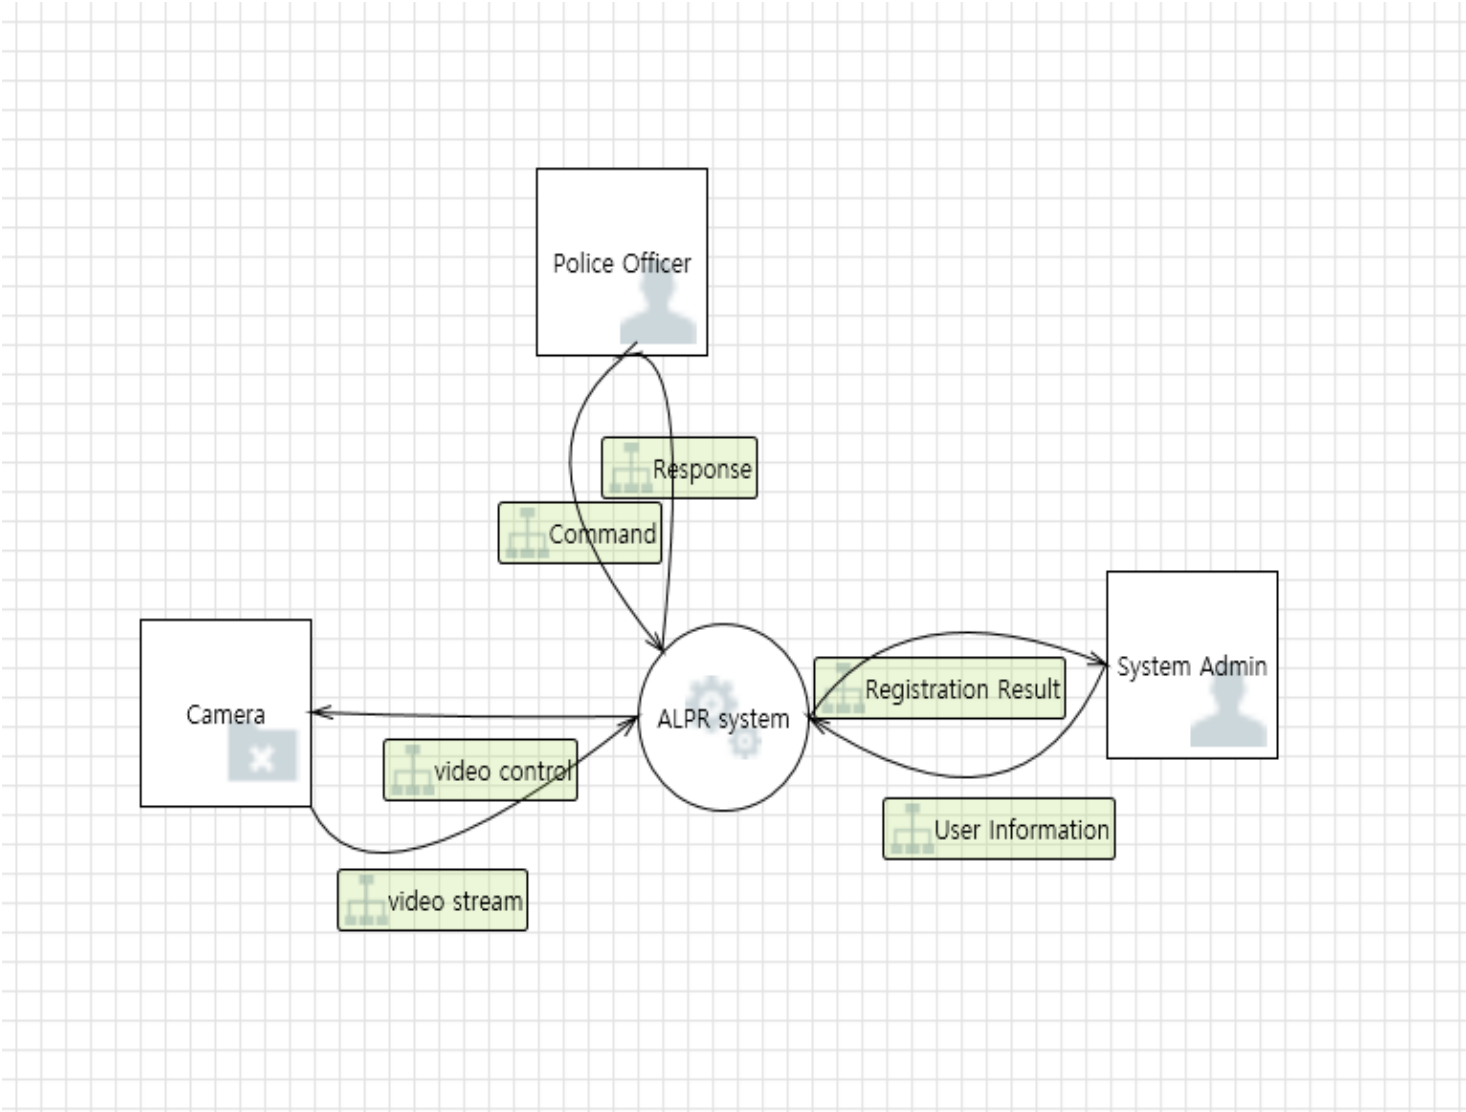 Police Officer
Response
Command
System Admin
Registration Result
Camera
ALPR system
video control
User Information
video stream